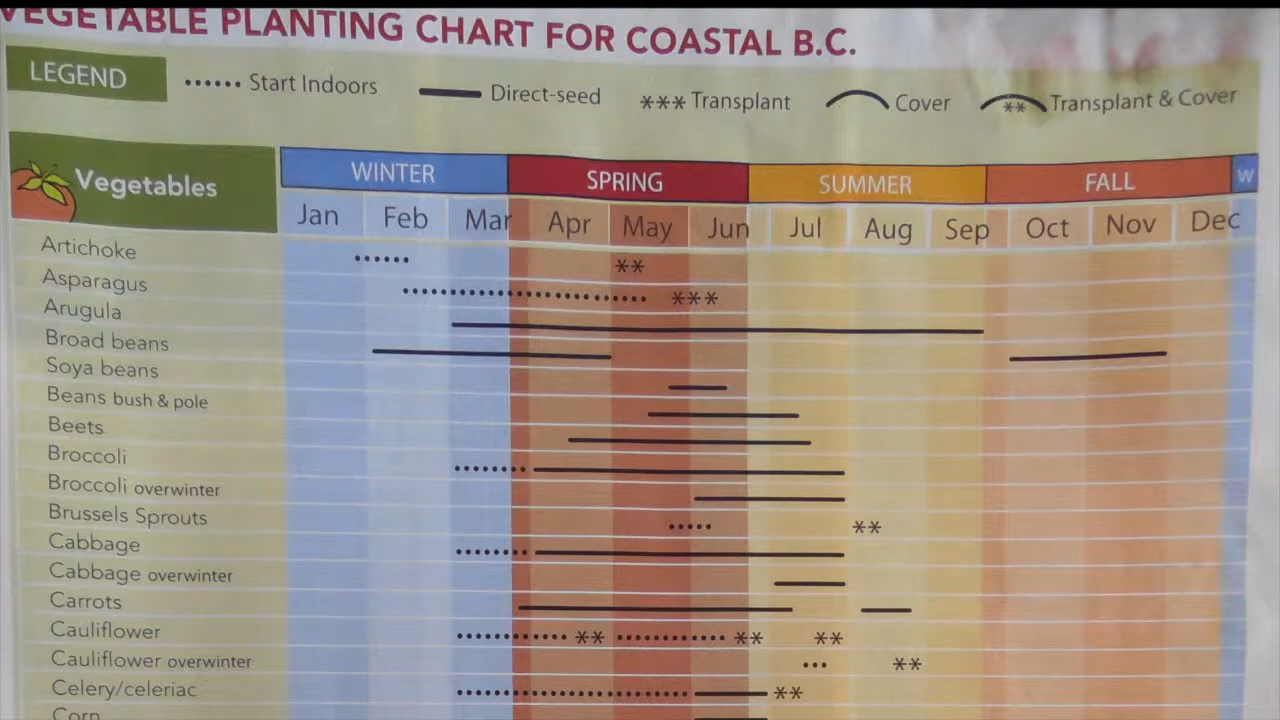 VEGETABLE PLANTING CHART FOR COASTAL B.C.
LEGEND ...... Start Indoors Direct-seed *** Transplant Cover ** Transplant & Cover
Vegetables WINTER SPRING SUMMER FALL W
Jan Feb Mar Apr May Jun Jul Aug Sep Oct Nov Dec
Artichoke ...... **
Asparagus ***
Arugula
Broad beans
Soya beans
Beans bush & pole
Beets
Broccoli
Broccoli overwinter
Brussels Sprouts ..... **
Cabbage
Cabbage overwinter
Carrots
Cauliflower ** ** **
Cauliflower overwinter ... **
Celery/celeriac **
Corn